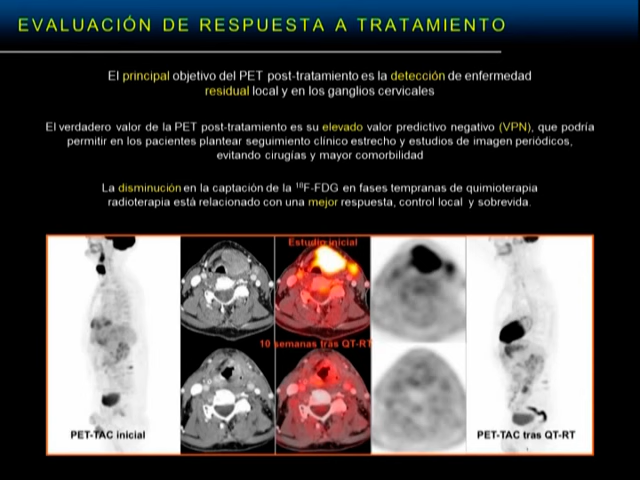 EVALUACIÓN DE RESPUESTA A TRATAMIENTO
El principal objetivo del PET post-tratamiento es la detección de enfermedad
residual local y en los ganglios cervicales
El verdadero valor de la PET post-tratamiento es su elevado valor predictivo negativo (VPN), que podría
permitir en los pacientes plantear seguimiento clínico estrecho y estudios de imagen periódicos,
evitando cirugías y mayor comorbilidad
La disminución en la captación de la ¹⁸F-FDG en fases tempranas de quimioterapia
radioterapia está relacionado con una mejor respuesta, control local y sobrevida.
Estudio inicial
10 semanas tras QT-RT
PET-TAC inicial
PET-TAC tras QT-RT